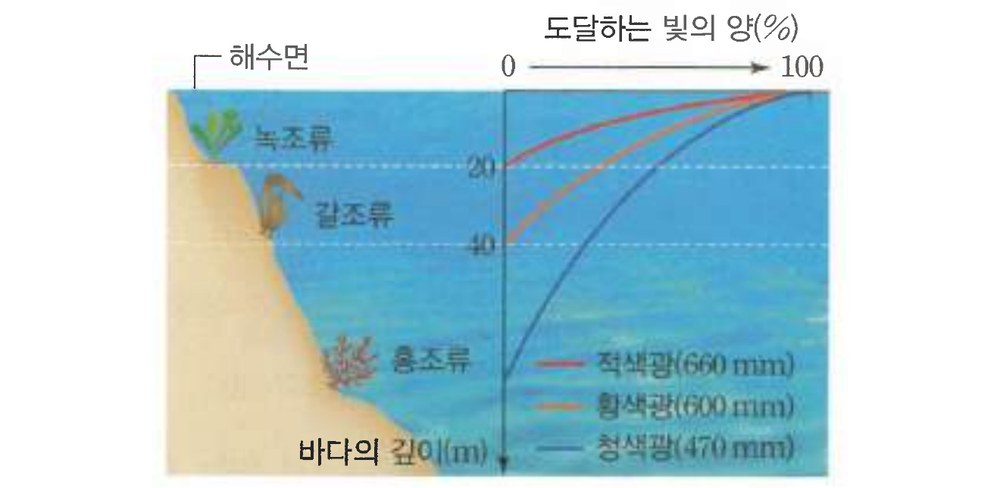 도달하는 빛의 양(%)
해수면
0
100
녹조류
20
갈조류
40
홍조류
적색광(660 mm)
황색광(600 mm)
청색광(470 mm)
바다의 깊이(m)